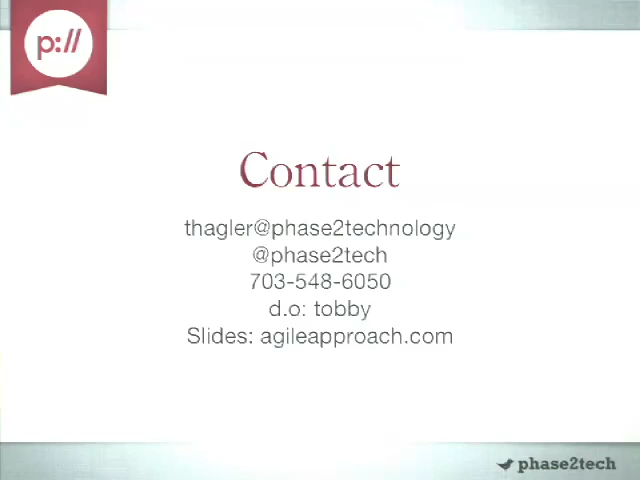 p://
Contact
thagler@phase2technology
@phase2tech
703-548-6050
d.o: tobby
Slides: agileapproach.com
phase2tech